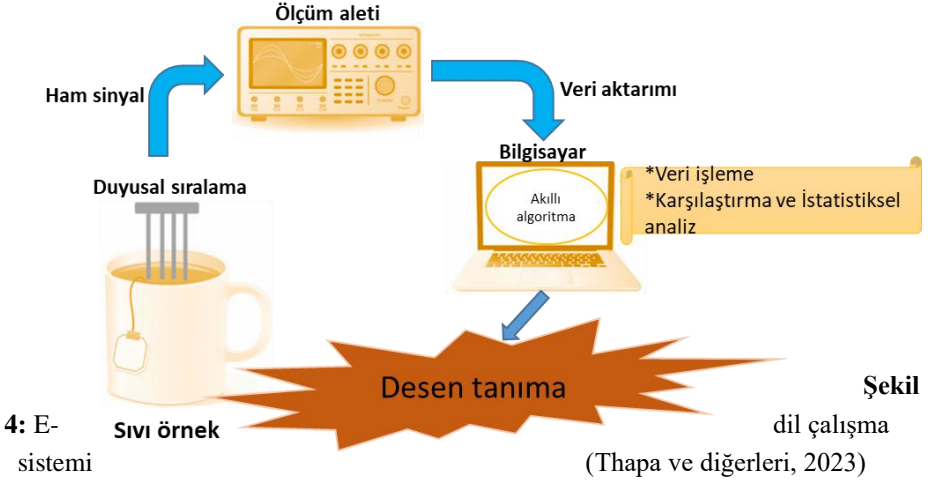 Ölçüm aleti
Ham sinyal
Veri aktarımı
Bilgisayar
Duyusal sıralama
Akıllı
algoritma
*Veri işleme
*Karşılaştırma ve İstatistiksel
analiz
Desen tanıma
Sıvı örnek
Şekil
4: E- dil çalışma
sistemi (Thapa ve diğerleri, 2023)